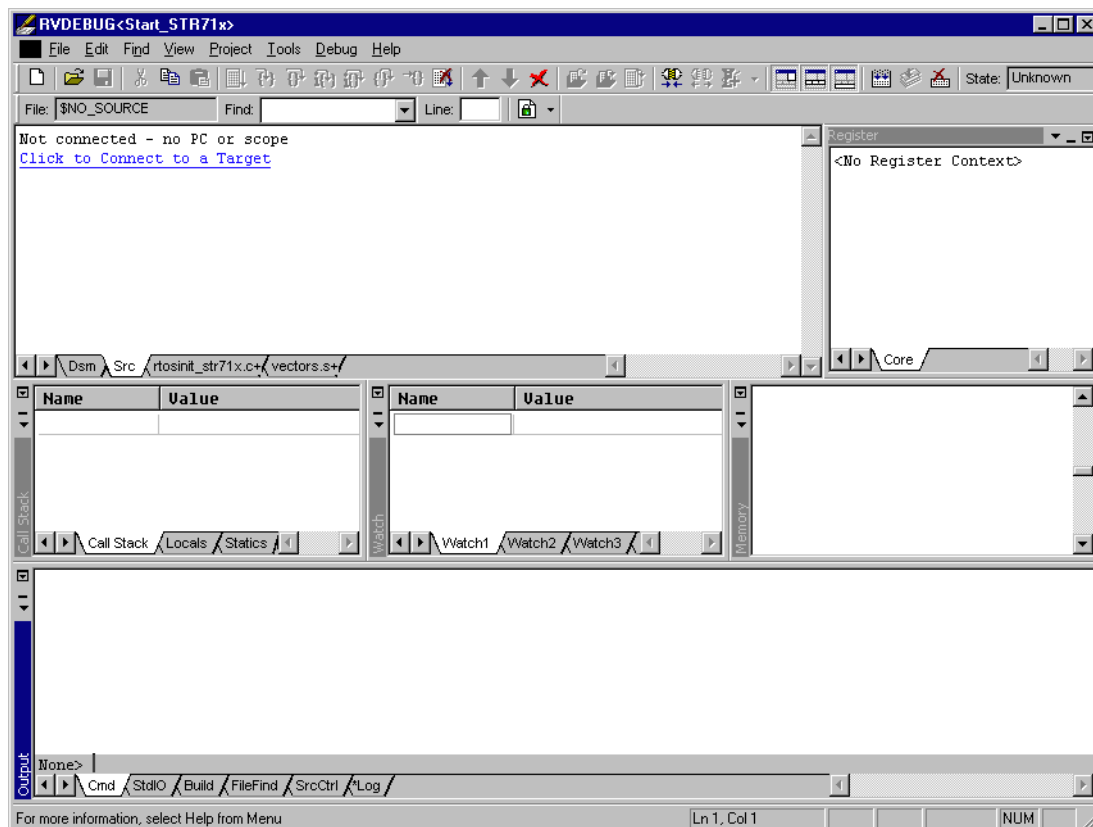 RVDEBUG<Start_STR71x>
File Edit Find View Project Tools Debug Help
State: Unknown
File: $NO_SOURCE Find: Line:
Not connected - no PC or scope
Click to Connect to a Target
Register
<No Register Context>
Dsm Src rtosinit_str71x.c+ vectors.s+
Core
Name Value
Call Stack
Call Stack Locals Statics
Name Value
Watch
Watch1 Watch2 Watch3
Memory
Output
None>
Cmd StdIO Build FileFind SrcCtrl *Log
For more information, select Help from Menu Ln 1, Col 1 NUM